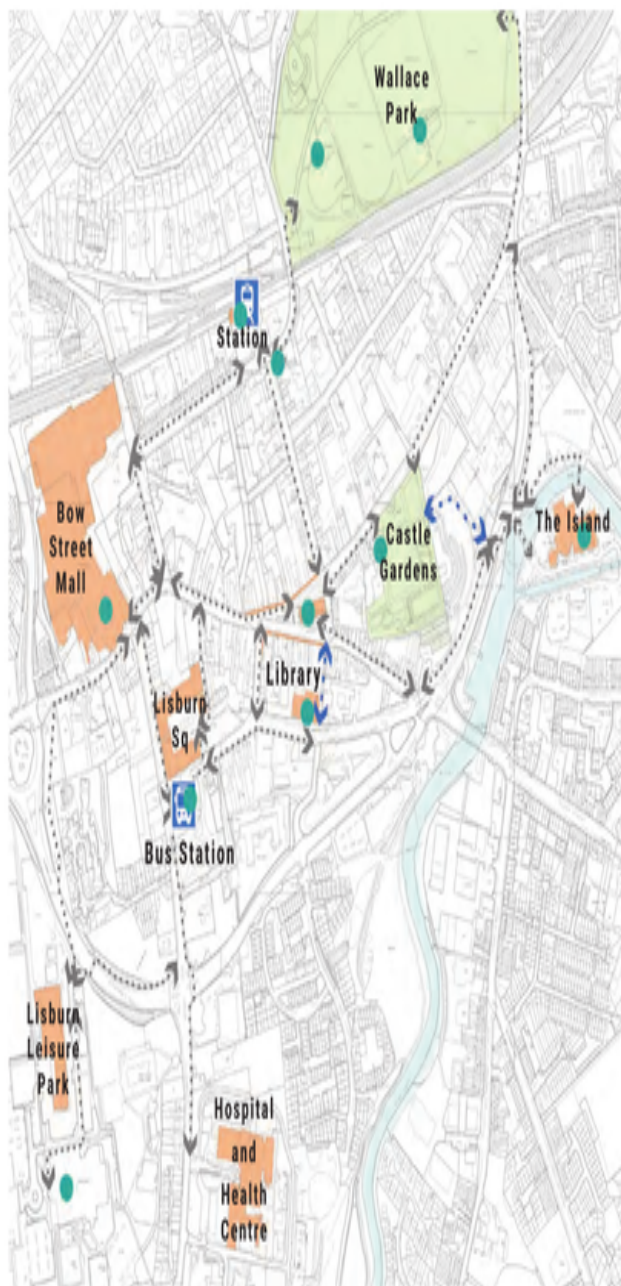 Wallace
Park
Station
Bow
Street
Mall
The Island
Castle
Gardens
Library
Lisburn
Sq
Bus Station
Lisburn
Leisure
Park
Hospital
and
Health
Centre